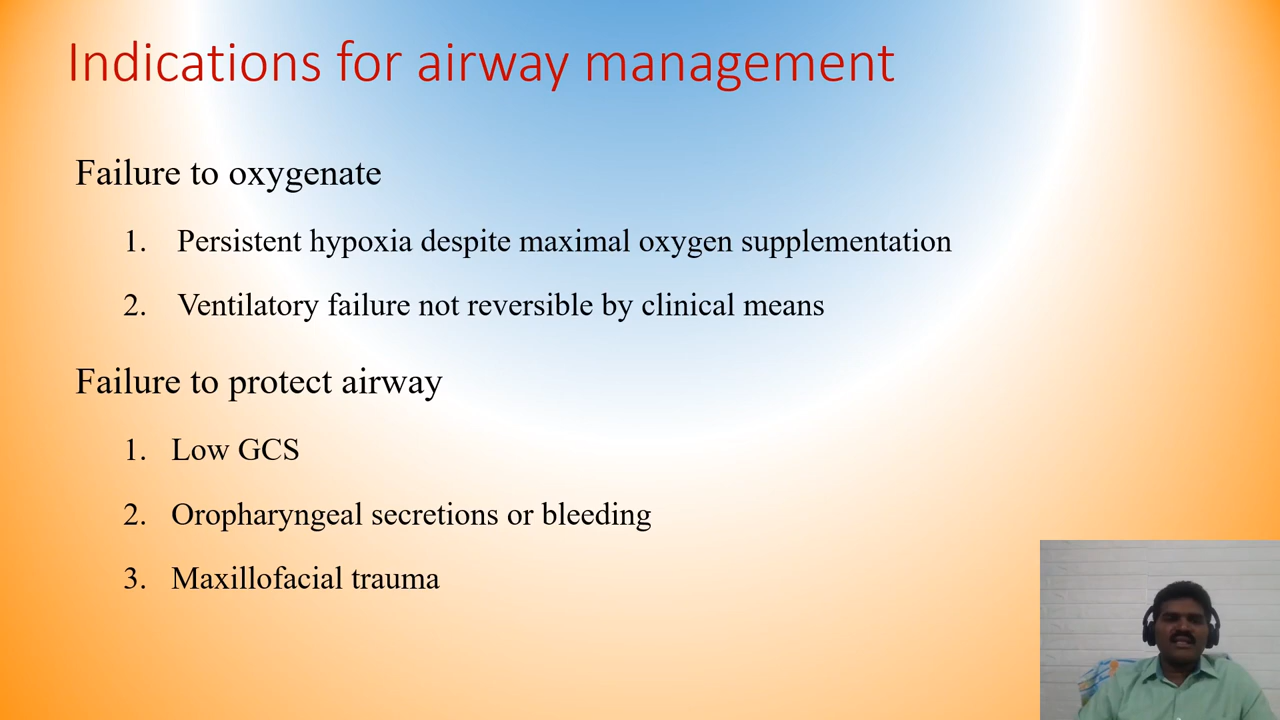 Indications for airway management
Failure to oxygenate
1. Persistent hypoxia despite maximal oxygen supplementation
2. Ventilatory failure not reversible by clinical means
Failure to protect airway
1. Low GCS
2. Oropharyngeal secretions or bleeding
3. Maxillofacial trauma